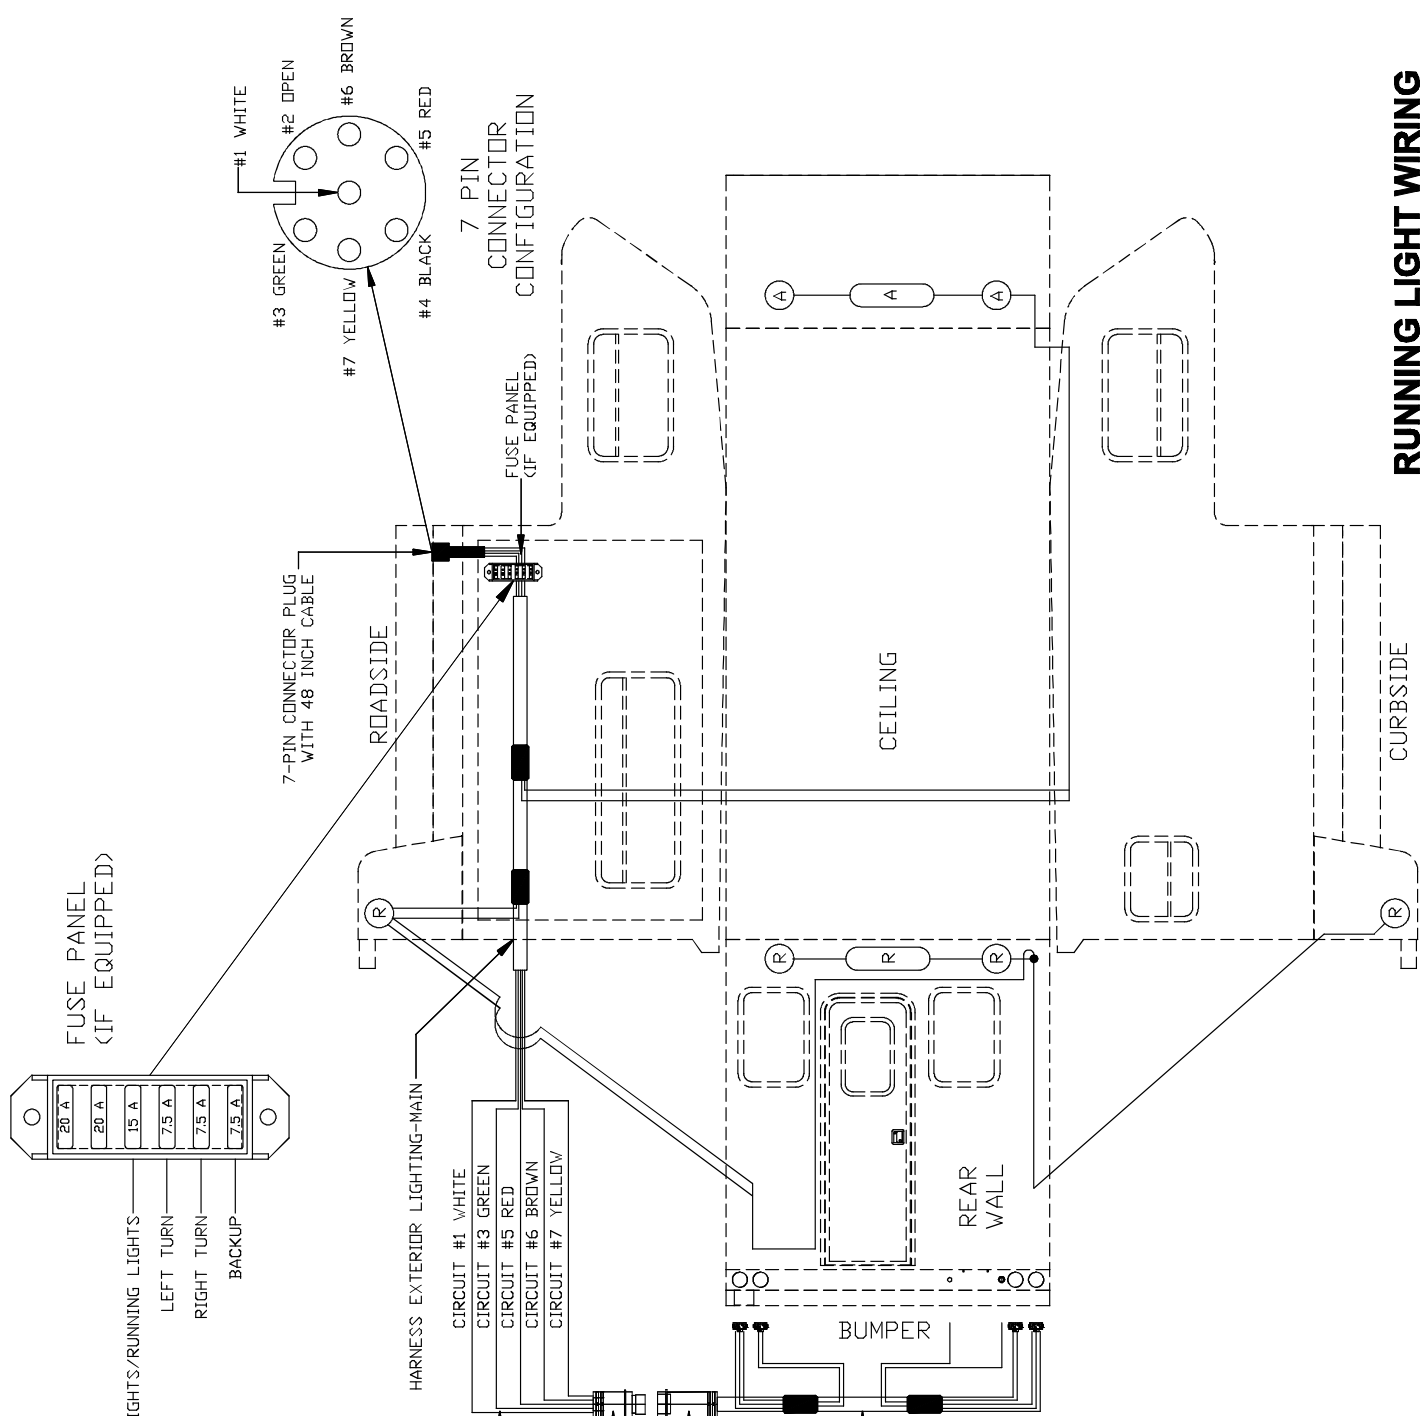 #1 WHITE
#2 OPEN
#6 BROWN
#5 RED
#4 BLACK
#7 YELLOW
#3 GREEN
7 PIN
CONNECTOR
CONFIGURATION
RUNNING LIGHT WIRING
A
A
A
FUSE PANEL
(IF EQUIPPED)
7-PIN CONNECTOR PLUG
WITH 48 INCH CABLE
ROADSIDE
CEILING
CURBSIDE
FUSE PANEL
(IF EQUIPPED)
20 A
20 A
15 A
7.5 A
7.5 A
7.5 A
IGHTS/RUNNING LIGHTS
LEFT TURN
RIGHT TURN
BACKUP
R
R
R
R
R
HARNESS EXTERIOR LIGHTING-MAIN
CIRCUIT #1 WHITE
CIRCUIT #3 GREEN
CIRCUIT #5 RED
CIRCUIT #6 BROWN
CIRCUIT #7 YELLOW
REAR
WALL
BUMPER